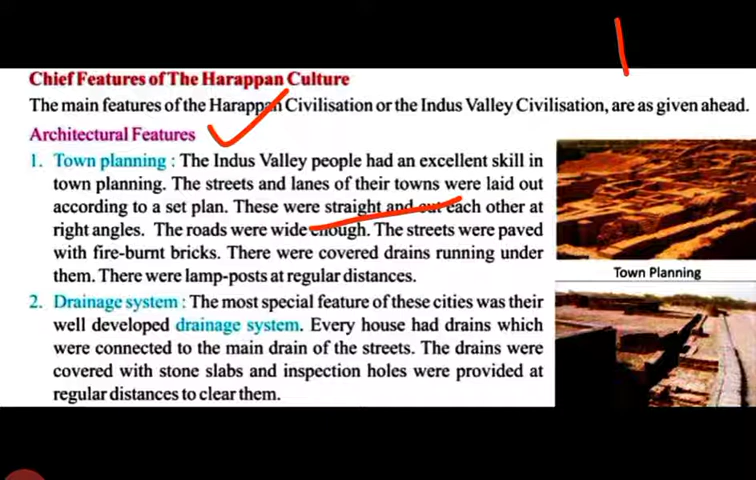 Chief Features of The Harappan Culture
The main features of the Harappan Civilisation or the Indus Valley Civilisation, are as given ahead.
Architectural Features
1. Town planning : The Indus Valley people had an excellent skill in
town planning. The streets and lanes of their towns were laid out
according to a set plan. These were straight and cut each other at
right angles. The roads were wide enough. The streets were paved
with fire-burnt bricks. There were covered drains running under
them. There were lamp-posts at regular distances.
Town Planning
2. Drainage system : The most special feature of these cities was their
well developed drainage system. Every house had drains which
were connected to the main drain of the streets. The drains were
covered with stone slabs and inspection holes were provided at
regular distances to clear them.